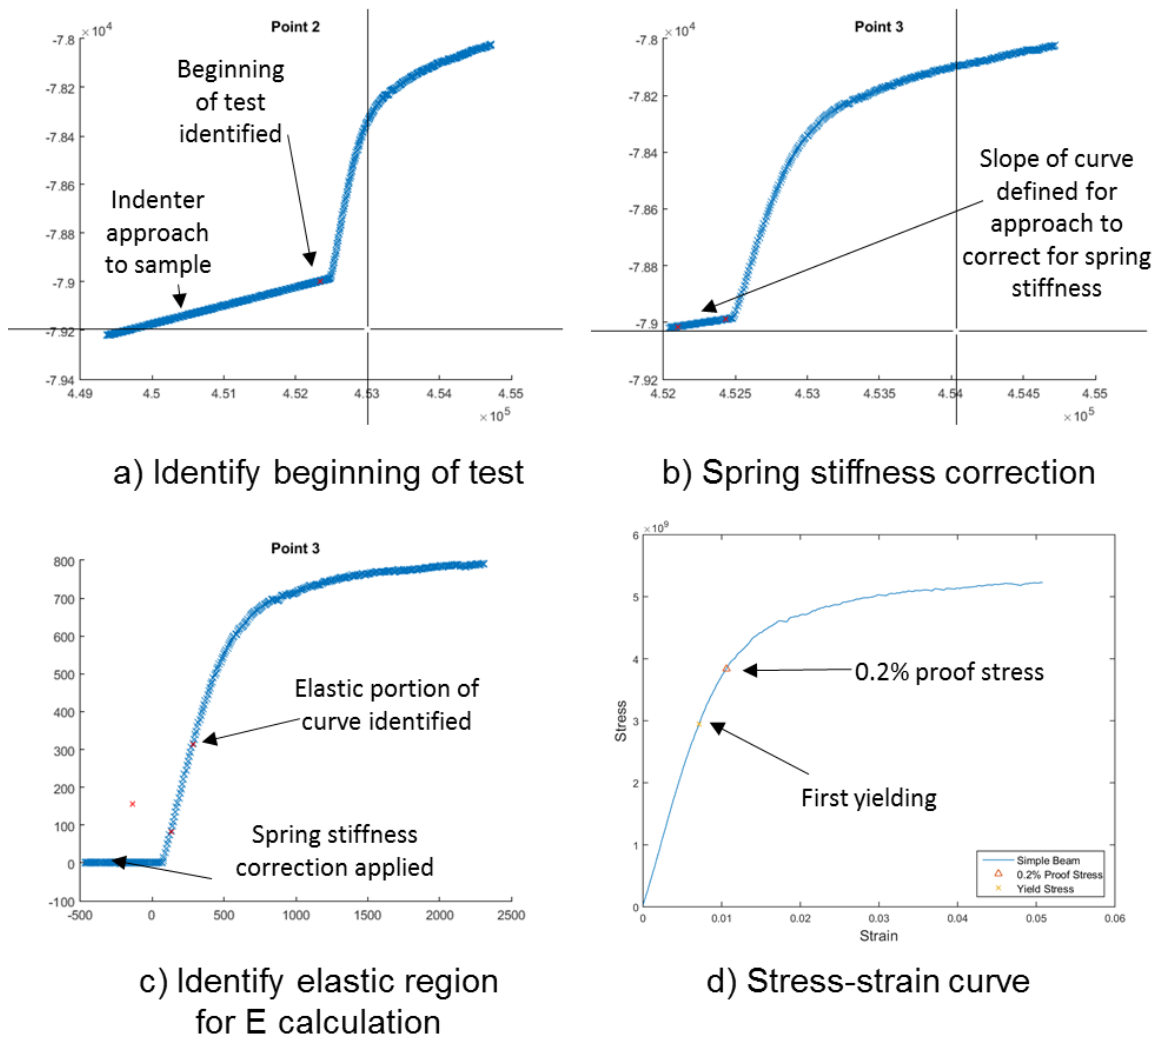 Point 2
×10⁴
-7.8
-7.82
-7.84
-7.86
-7.88
-7.9
-7.92
-7.94
4.49
4.5
4.51
4.52
4.53
4.54
4.55
×10⁵
Beginning
of test
identified
Indenter
approach
to sample
a) Identify beginning of test
Point 3
×10⁴
-7.8
-7.82
-7.84
-7.86
-7.88
-7.9
-7.92
4.52
4.525
4.53
4.535
4.54
4.545
4.55
×10⁵
Slope of curve
defined for
approach to
correct for spring
stiffness
b) Spring stiffness correction
Point 3
800
700
600
500
400
300
200
100
0
-100
-500
0
500
1000
1500
2000
2500
Elastic portion of
curve identified
Spring stiffness
correction applied
c) Identify elastic region
for E calculation
×10⁹
6
5
4
3
2
1
0
Stress
0
0.01
0.02
0.03
0.04
0.05
0.06
Strain
0.2% proof stress
First yielding
Simple Beam
0.2% Proof Stress
Yield Stress
d) Stress-strain curve